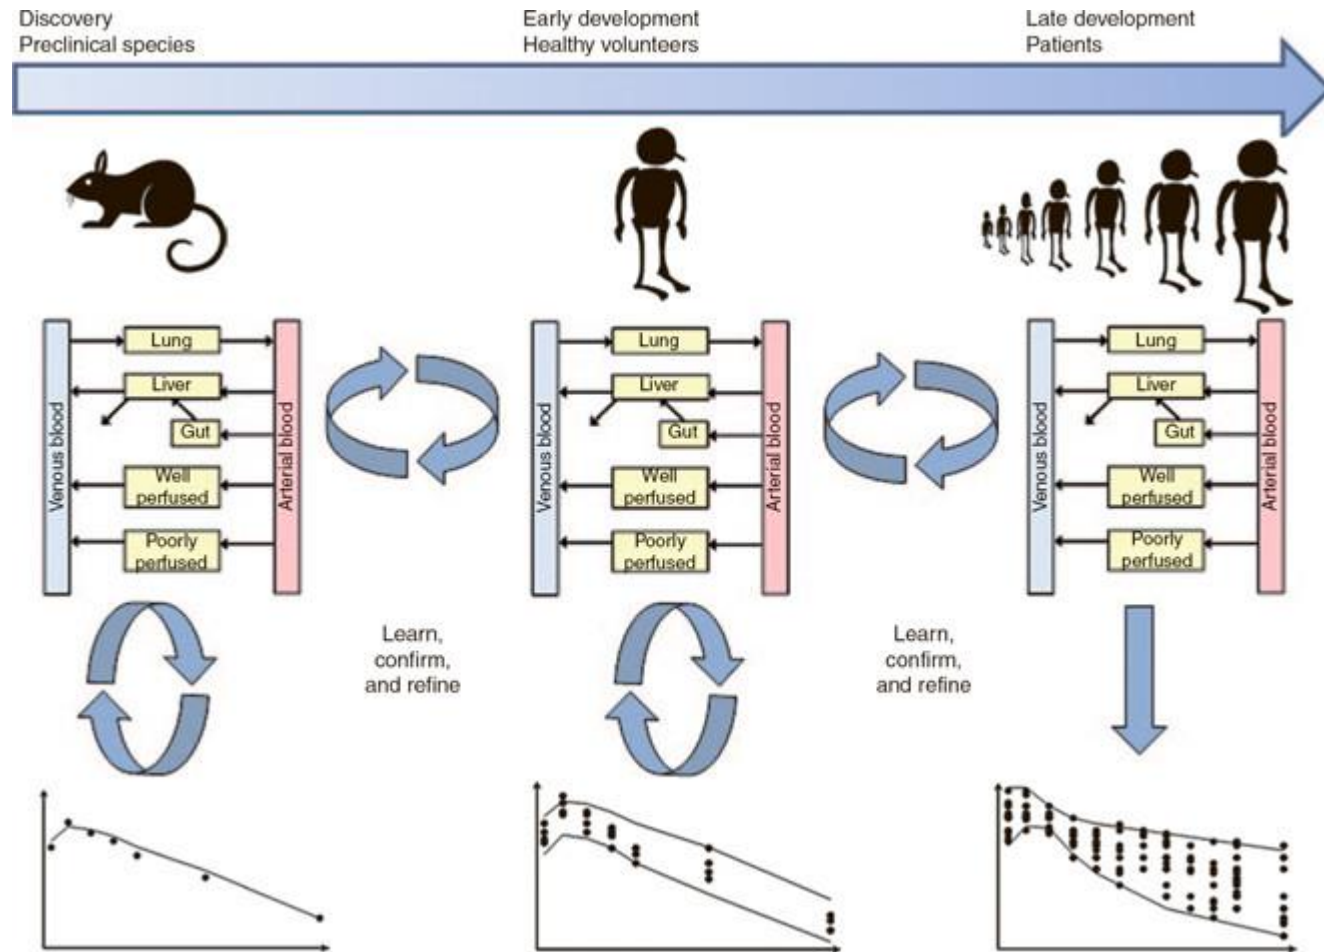 Discovery
Preclinical species
Early development
Healthy volunteers
Late development
Patients
Venous blood
Lung
Liver
Gut
Well
perfused
Poorly
perfused
Arterial blood
Venous blood
Lung
Liver
Gut
Well
perfused
Poorly
perfused
Arterial blood
Venous blood
Lung
Liver
Gut
Well
perfused
Poorly
perfused
Arterial blood
Learn,
confirm,
and refine
Learn,
confirm,
and refine